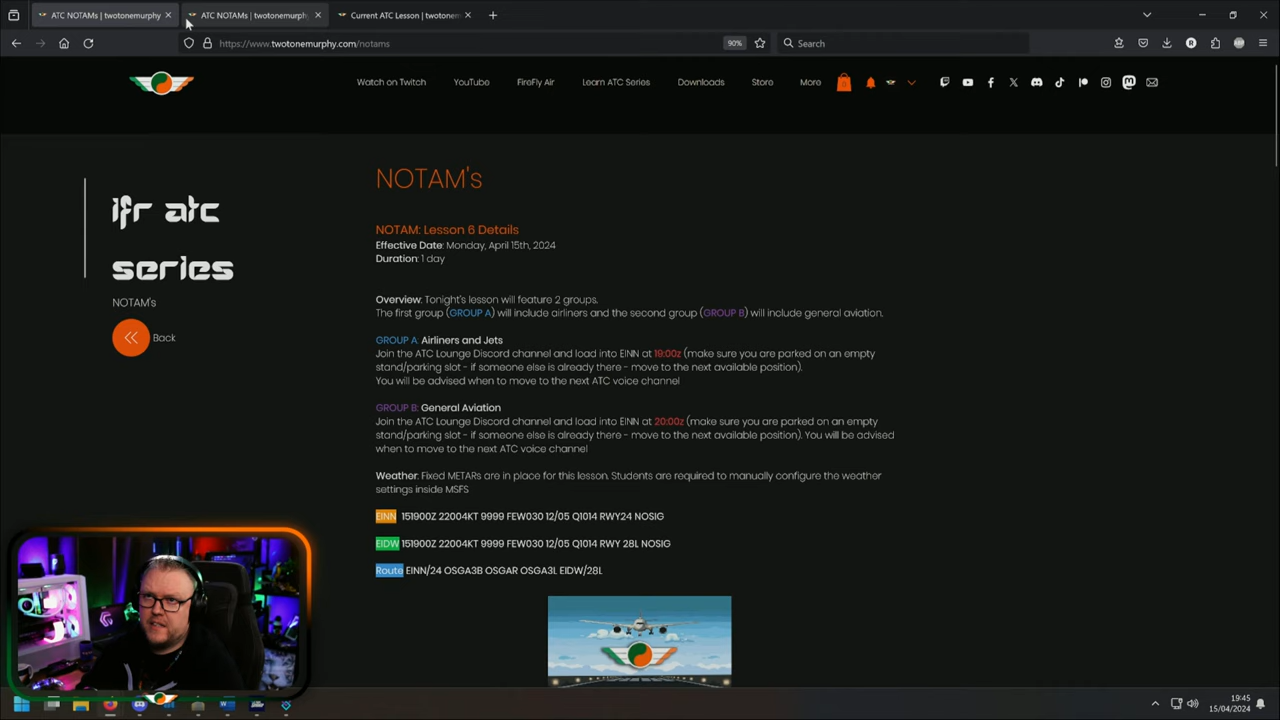 ATC NOTAMs | twotonemurphy
ATC NOTAMs | twotonemurphy
Current ATC Lesson | twotonem
https://www.twotonemurphy.com/notams
90%
Search
Watch on Twitch
YouTube
FireFly Air
Learn ATC Series
Downloads
Store
More
0
ifr atc
series
NOTAM's
Back
NOTAM's
NOTAM: Lesson 6 Details
Effective Date: Monday, April 15th, 2024
Duration: 1 day
Overview: Tonight's lesson will feature 2 groups.
The first group (GROUP A) will include airliners and the second group (GROUP B) will include general aviation.
GROUP A: Airliners and Jets
Join the ATC Lounge Discord channel and load into EINN at 19:00z (make sure you are parked on an empty
stand/parking slot - if someone else is already there - move to the next available position).
You will be advised when to move to the next ATC voice channel
GROUP B: General Aviation
Join the ATC Lounge Discord channel and load into EINN at 20:00z (make sure you are parked on an empty
stand/parking slot - if someone else is already there - move to the next available position). You will be advised
when to move to the next ATC voice channel
Weather: Fixed METARs are in place for this lesson. Students are required to manually configure the weather
settings inside MSFS
EINN 151900Z 22004KT 9999 FEW030 12/05 Q1014 RWY24 NOSIG
EIDW 151900Z 22004KT 9999 FEW030 12/05 Q1014 RWY 28L NOSIG
Route EINN/24 OSGA3B OSGAR OSGA3L EIDW/28L
19:45
15/04/2024